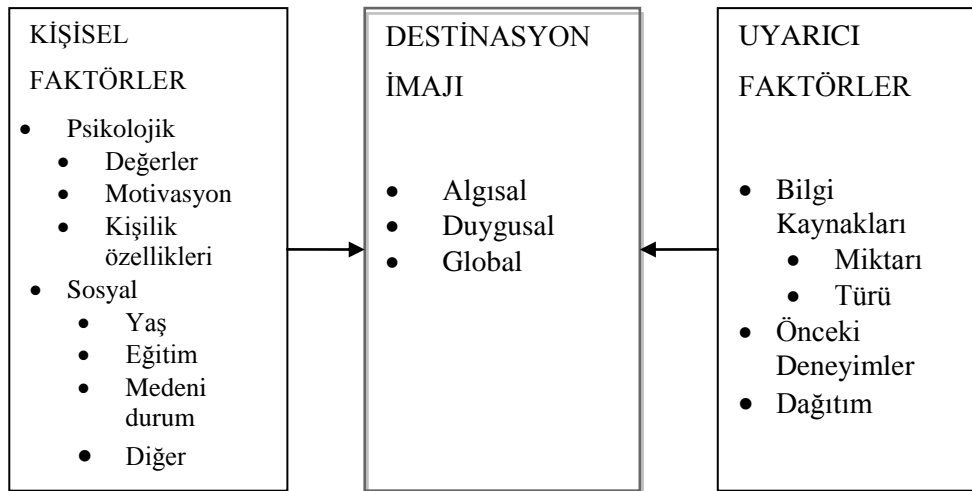 KİŞİSEL
FAKTÖRLER
• Psikolojik
• Değerler
• Motivasyon
• Kişilik
özellikleri
• Sosyal
• Yaş
• Eğitim
• Medeni
durum
• Diğer
DESTİNASYON
İMAJI
• Algısal
• Duygusal
• Global
UYARICI
FAKTÖRLER
• Bilgi
Kaynakları
• Miktarı
• Türü
• Önceki
Deneyimler
• Dağıtım